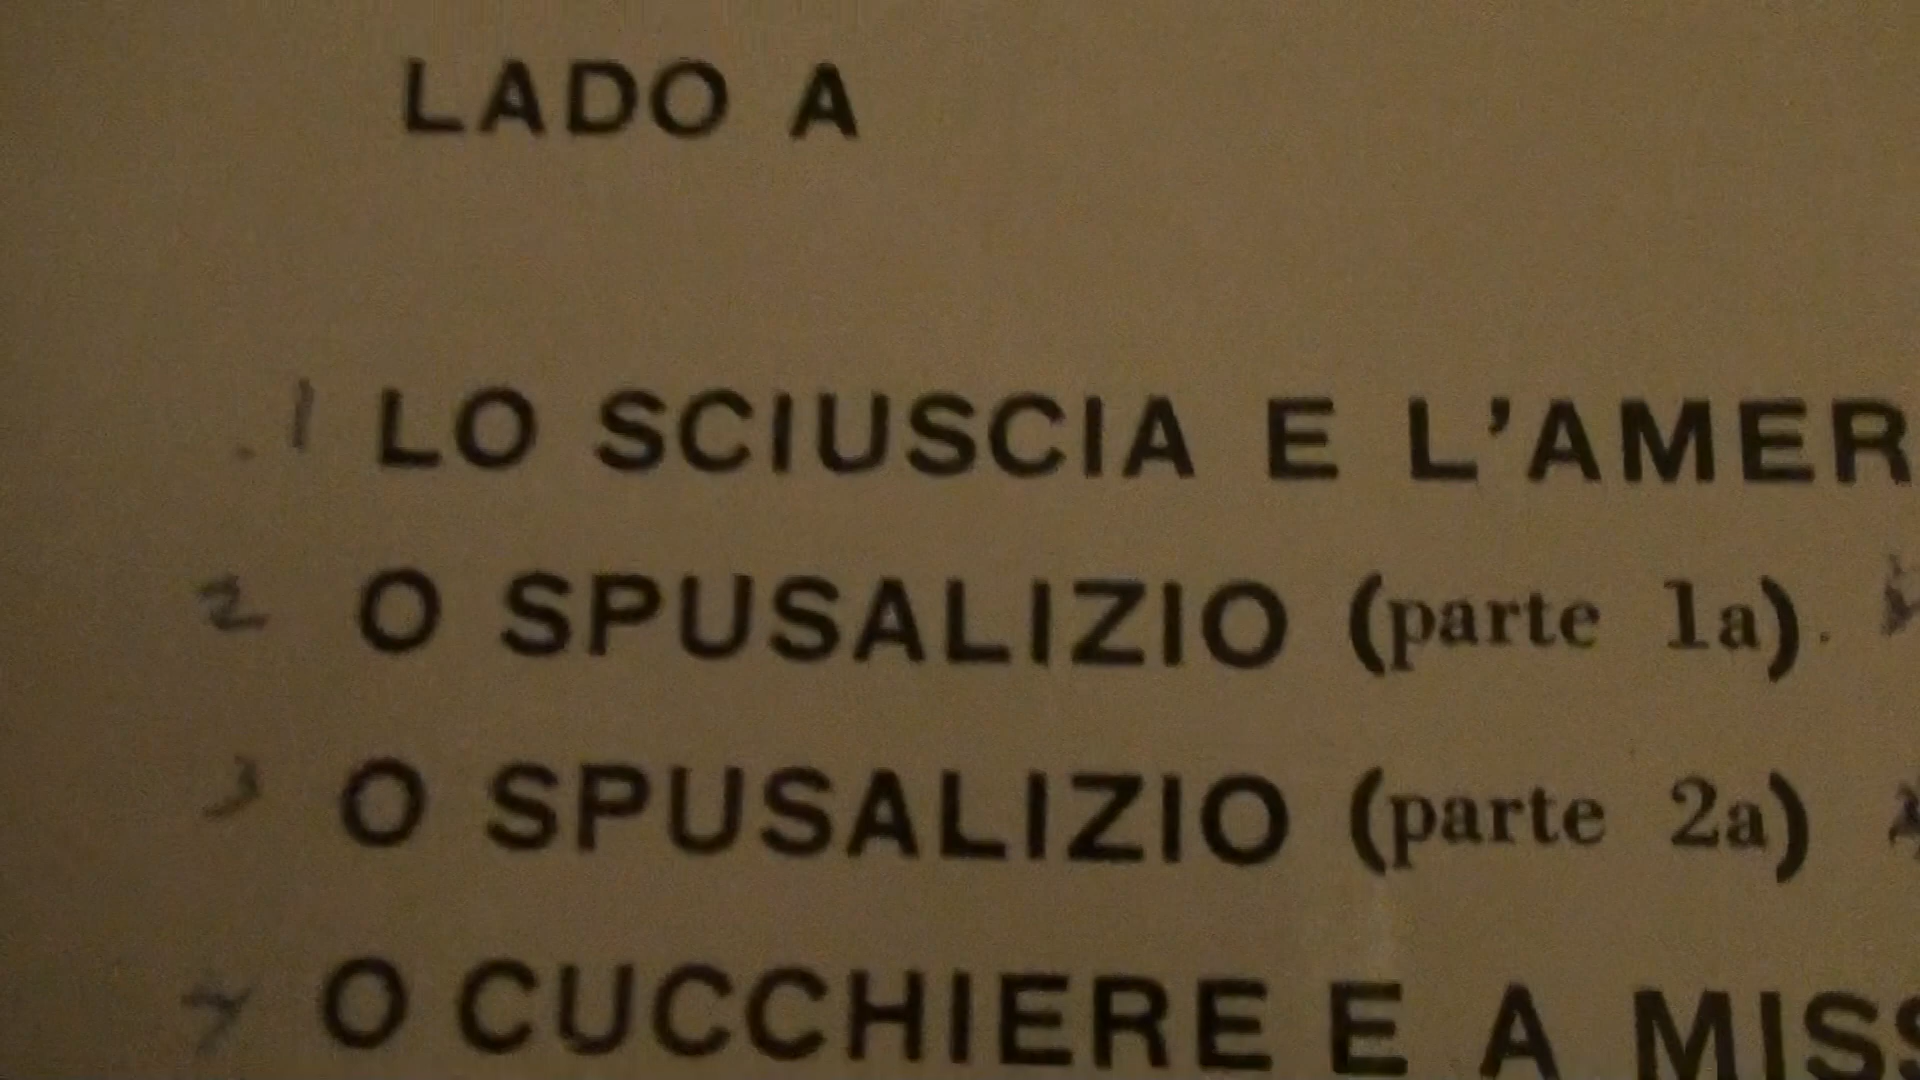 LADO A
1 LO SCIUSCIA E L'AMER
2 O SPUSALIZIO (parte 1a).
3 O SPUSALIZIO (parte 2a)
O CUCCHIERE E A MISS